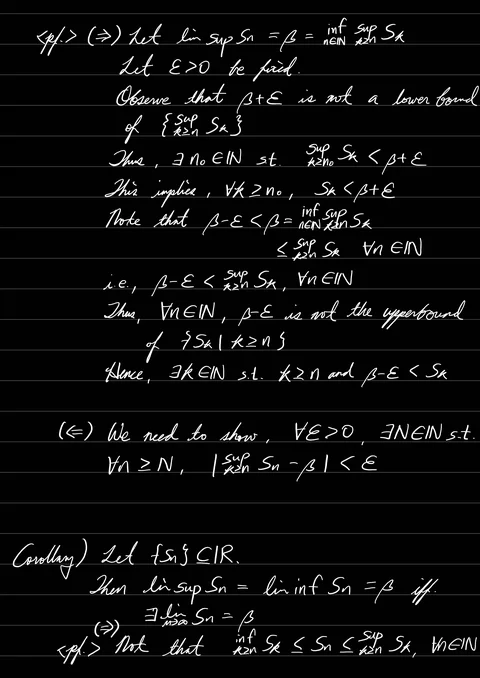 <pf.> (⇒) Let lim sup Sn = β = inf_{n∈ℕ} sup_{k≥n} Sk
Let ε>0 be fixed.
Observe that β+ε is not a lower bound
of {sup_{k≥n} Sk}
Thus, ∃n₀∈ℕ s.t. sup_{k≥n₀} Sk < β+ε
This implies, ∀k≥n₀, Sk<β+ε
Note that β-ε<β=inf_{n∈ℕ} sup_{k≥n} Sk
≤ sup_{k≥n} Sk ∀n∈ℕ
i.e., β-ε < sup_{k≥n} Sk, ∀n∈ℕ
Thus, ∀n∈ℕ, β-ε is not the upperbound
of {Sk | k≥n}
Hence, ∃k∈ℕ s.t. k≥n and β-ε<Sk
(⇐) We need to show, ∀ε>0, ∃N∈ℕ s.t.
∀n≥N, |sup_{k≥n} Sn - β| < ε
Corollary) Let {Sn}⊆ℝ.
Then lim sup Sn = lim inf Sn = β iff.
∃lim_{n→∞} Sn = β
(⇒)
<pf.> Not that inf_{k≥n} Sk ≤ Sn ≤ sup_{k≥n} Sk, ∀n∈ℕ